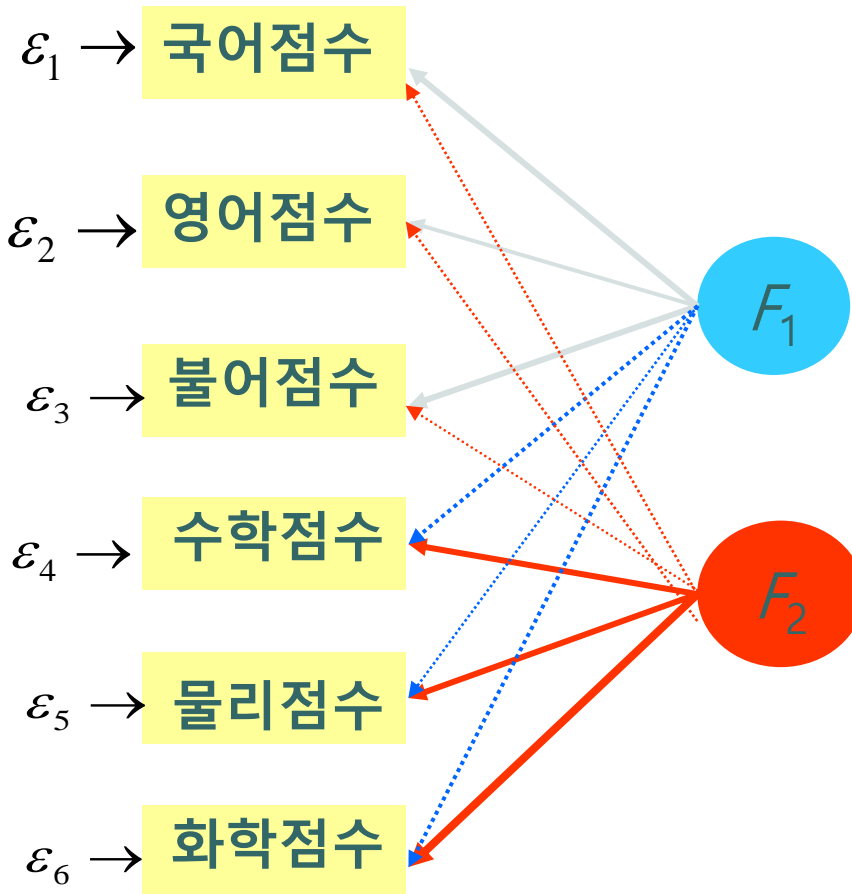 ε1 → 국어점수
ε2 → 영어점수
F1
ε3 → 불어점수
ε4 → 수학점수
F2
ε5 → 물리점수
ε6 → 화학점수